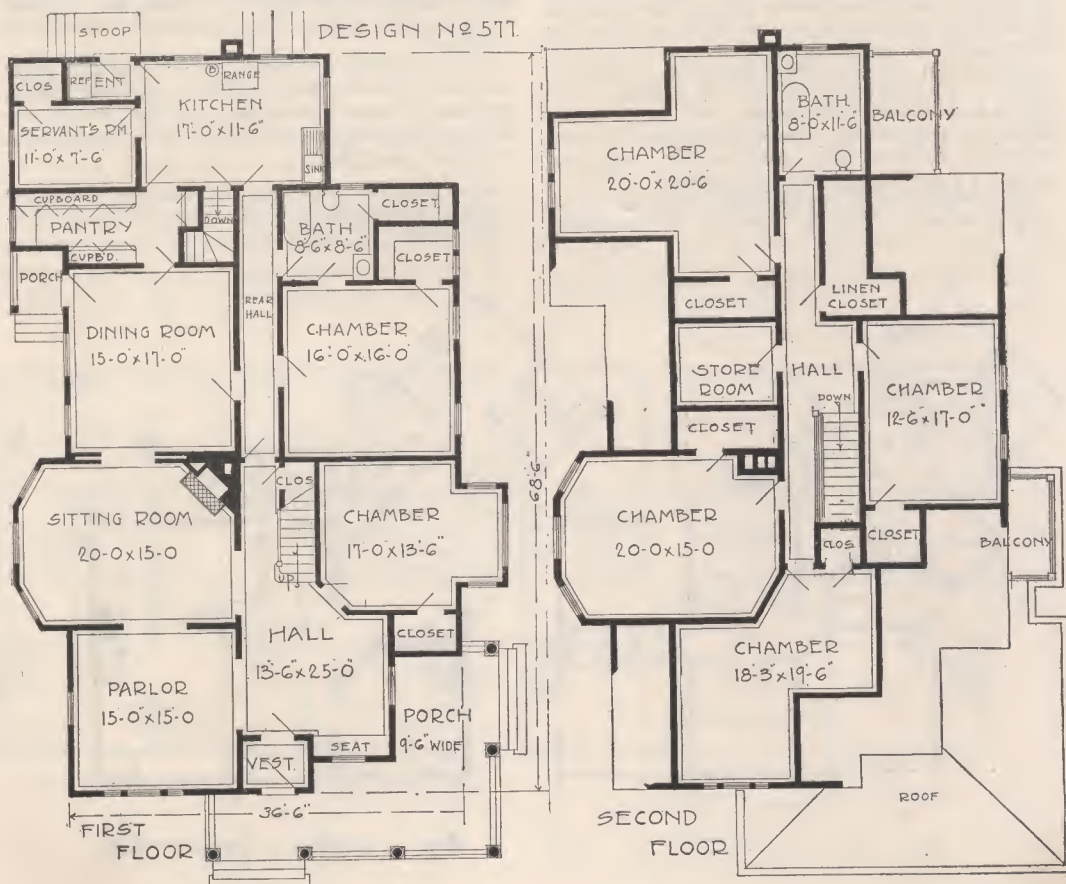 DESIGN Nº 577.
STOOP
CLOS
REF
ENT
B
RANGE
KITCHEN
17-0"x11-6"
SERVANT'S RM.
11-0"x7-6"
SINK
CUPBOARD
PANTRY
CUPB'D.
DOWN
PORCH
BATH
8-6"x8-6"
CLOSET
CLOSET
REAR
HALL
DINING ROOM
15-0"x17-0"
CHAMBER
16-0"x16-0"
CLOS
SITTING ROOM
20-0x15-0
CHAMBER
17-0"x13-6"
UP
HALL
13-6"x25-0"
CLOSET
PARLOR
15-0"x15-0
PORCH
9'-6" WIDE
SEAT
VEST.
36'-6"
68'-6"
FIRST
FLOOR
BATH.
8-0"x11-6
BALCONY
CHAMBER
20-0"x20-6
CLOSET
LINEN
CLOSET
STORE
ROOM
HALL
DOWN
CHAMBER
12-6"x17-0"
CLOSET
CHAMBER
20-0x15-0
CLOS
CLOSET
BALCONY
CHAMBER
18-3"x19-6"
ROOF
SECOND
FLOOR